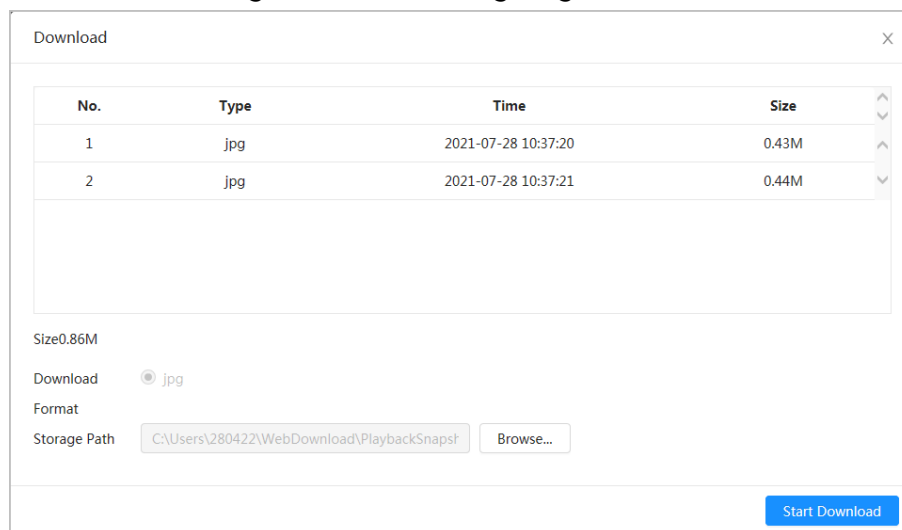 Download
No. Type Time Size
1 jpg 2021-07-28 10:37:20 0.43M
2 jpg 2021-07-28 10:37:21 0.44M
Size0.86M
Download jpg
Format
Storage Path C:\Users\280422\WebDownload\PlaybackSnapsh Browse...
Start Download